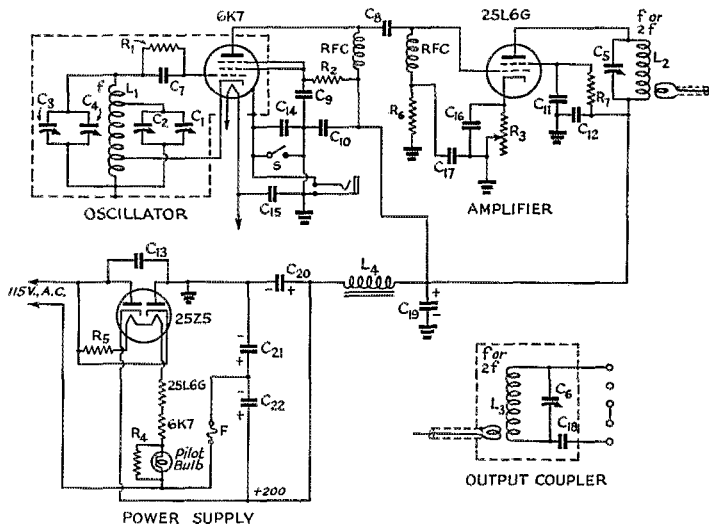 6K7
C8
25L6G
f or 2f
R1
RFC
RFC
C5
L2
C7
R2
f
L1
C3
C4
C2
C1
C9
C14
C10
R6
C16
C11
R7
R3
C12
S
C17
C15
OSCILLATOR
AMPLIFIER
C13
C20
L4
115V., A.C.
25Z5
C19
R5
C21
f or 2f
25L6G
C22
C6
6K7
L3
F
C18
R4
Pilot Bulb
OUTPUT COUPLER
+200
POWER SUPPLY